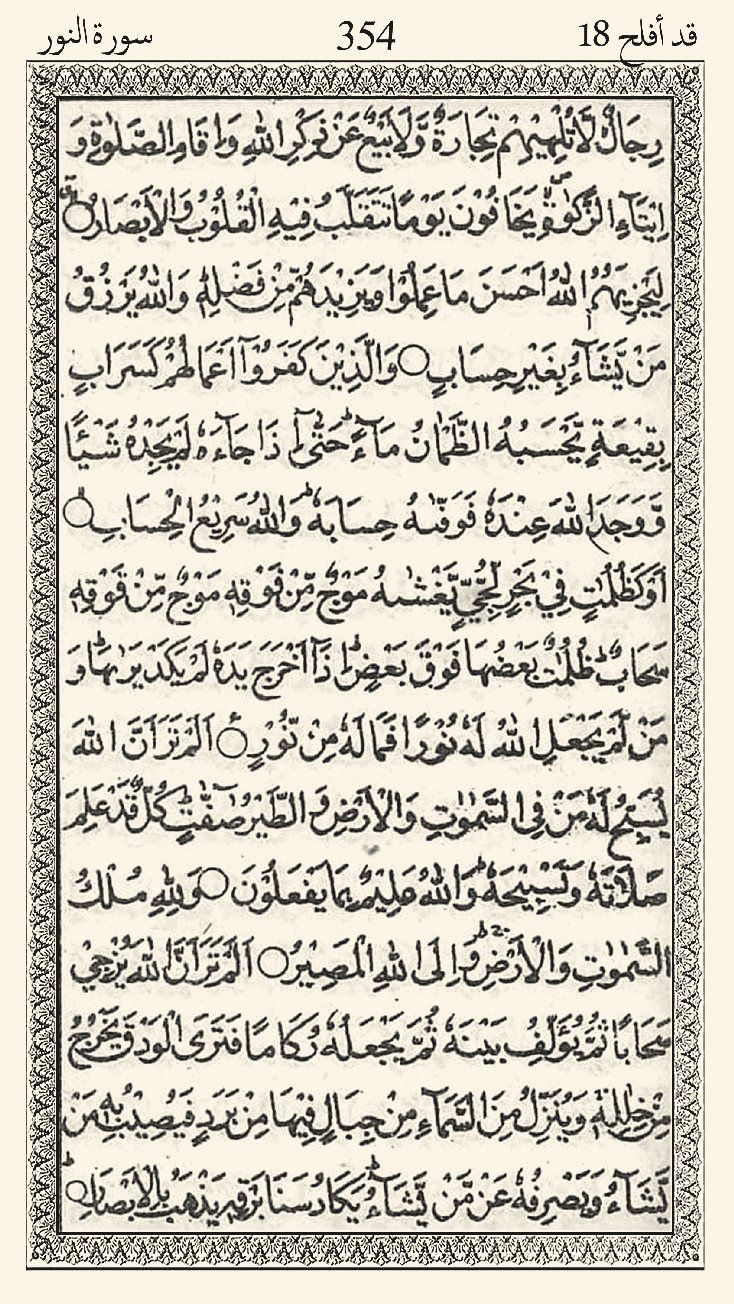 قد أفلح 18
354
سورة النور
رِجَالٌ لَّا تُلْهِيْهِمْ تِجَارَةٌ وَّلَا بَيْعٌ عَنْ ذِكْرِ اللّٰهِ وَاِقَامِ الصَّلٰوةِ وَ
اِيْتَآءِ الزَّكٰوةِ ۙ يَخَافُوْنَ يَوْمًا تَتَقَلَّبُ فِيْهِ الْقُلُوْبُ وَالْاَبْصَارُ ۙ○
لِيَجْزِيَهُمُ اللّٰهُ اَحْسَنَ مَا عَمِلُوْا وَيَزِيْدَهُمْ مِّنْ فَضْلِهٖ ؕ وَاللّٰهُ يَرْزُقُ
مَنْ يَّشَآءُ بِغَيْرِ حِسَابٍ○ وَالَّذِيْنَ كَفَرُوْٓا اَعْمَالُهُمْ كَسَرَابٍ
بِقِيْعَةٍ يَّحْسَبُهُ الظَّمْاٰنُ مَآءً ؕ حَتّٰٓى اِذَا جَآءَهٗ لَمْ يَجِدْهُ شَيْـًٔا
وَّوَجَدَ اللّٰهَ عِنْدَهٗ فَوَفّٰىهُ حِسَابَهٗ ؕ وَاللّٰهُ سَرِيْعُ الْحِسَابِ ۙ○
اَوْ كَظُلُمٰتٍ فِيْ بَحْرٍ لُّجِّيٍّ يَّغْشٰىهُ مَوْجٌ مِّنْ فَوْقِهٖ مَوْجٌ مِّنْ فَوْقِهٖ
سَحَابٌ ؕ ظُلُمٰتٌۢ بَعْضُهَا فَوْقَ بَعْضٍ ؕ اِذَآ اَخْرَجَ يَدَهٗ لَمْ يَكَدْ يَرٰىهَا ؕ وَ
مَنْ لَّمْ يَجْعَلِ اللّٰهُ لَهٗ نُوْرًا فَمَا لَهٗ مِنْ نُّوْرٍ ○ اَلَمْ تَرَ اَنَّ اللّٰهَ
يُسَبِّحُ لَهٗ مَنْ فِي السَّمٰوٰتِ وَالْاَرْضِ وَالطَّيْرُ صٰٓفّٰتٍ ؕ كُلٌّ قَدْ عَلِمَ
صَلَاتَهٗ وَتَسْبِيْحَهٗ ؕ وَاللّٰهُ عَلِيْمٌۢ بِمَا يَفْعَلُوْنَ○ وَلِلّٰهِ مُلْكُ
السَّمٰوٰتِ وَالْاَرْضِ ۚ وَاِلَى اللّٰهِ الْمَصِيْرُ○ اَلَمْ تَرَ اَنَّ اللّٰهَ يُزْجِيْ
سَحَابًا ثُمَّ يُؤَلِّفُ بَيْنَهٗ ثُمَّ يَجْعَلُهٗ رُكَامًا فَتَرَى الْوَدْقَ يَخْرُجُ
مِنْ خِلٰلِهٖ ۚ وَيُنَزِّلُ مِنَ السَّمَآءِ مِنْ جِبَالٍ فِيْهَا مِنْۢ بَرَدٍ فَيُصِيْبُ بِهٖ مَنْ
يَّشَآءُ وَيَصْرِفُهٗ عَنْ مَّنْ يَّشَآءُ ؕ يَكَادُ سَنَا بَرْقِهٖ يَذْهَبُ بِالْاَبْصَارِ ؕ○